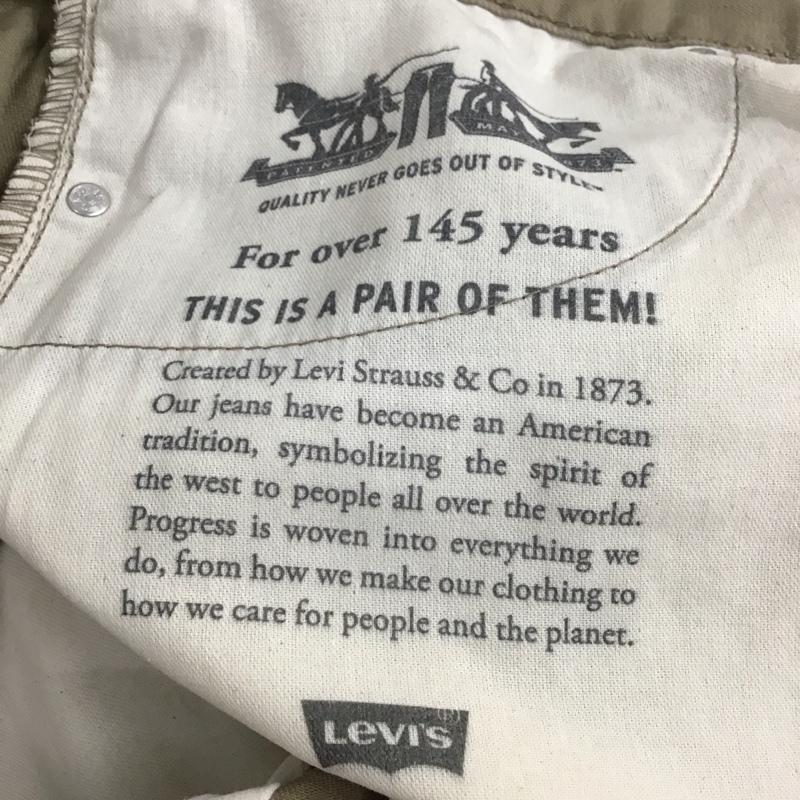 PATENTED MAY
QUALITY NEVER GOES OUT OF STYLE™
For over 145 years
THIS IS A PAIR OF THEM!
Created by Levi Strauss & Co in 1873.
Our jeans have become an American
tradition, symbolizing the spirit of
the west to people all over the world.
Progress is woven into everything we
do, from how we make our clothing to
how we care for people and the planet.
Levi's®